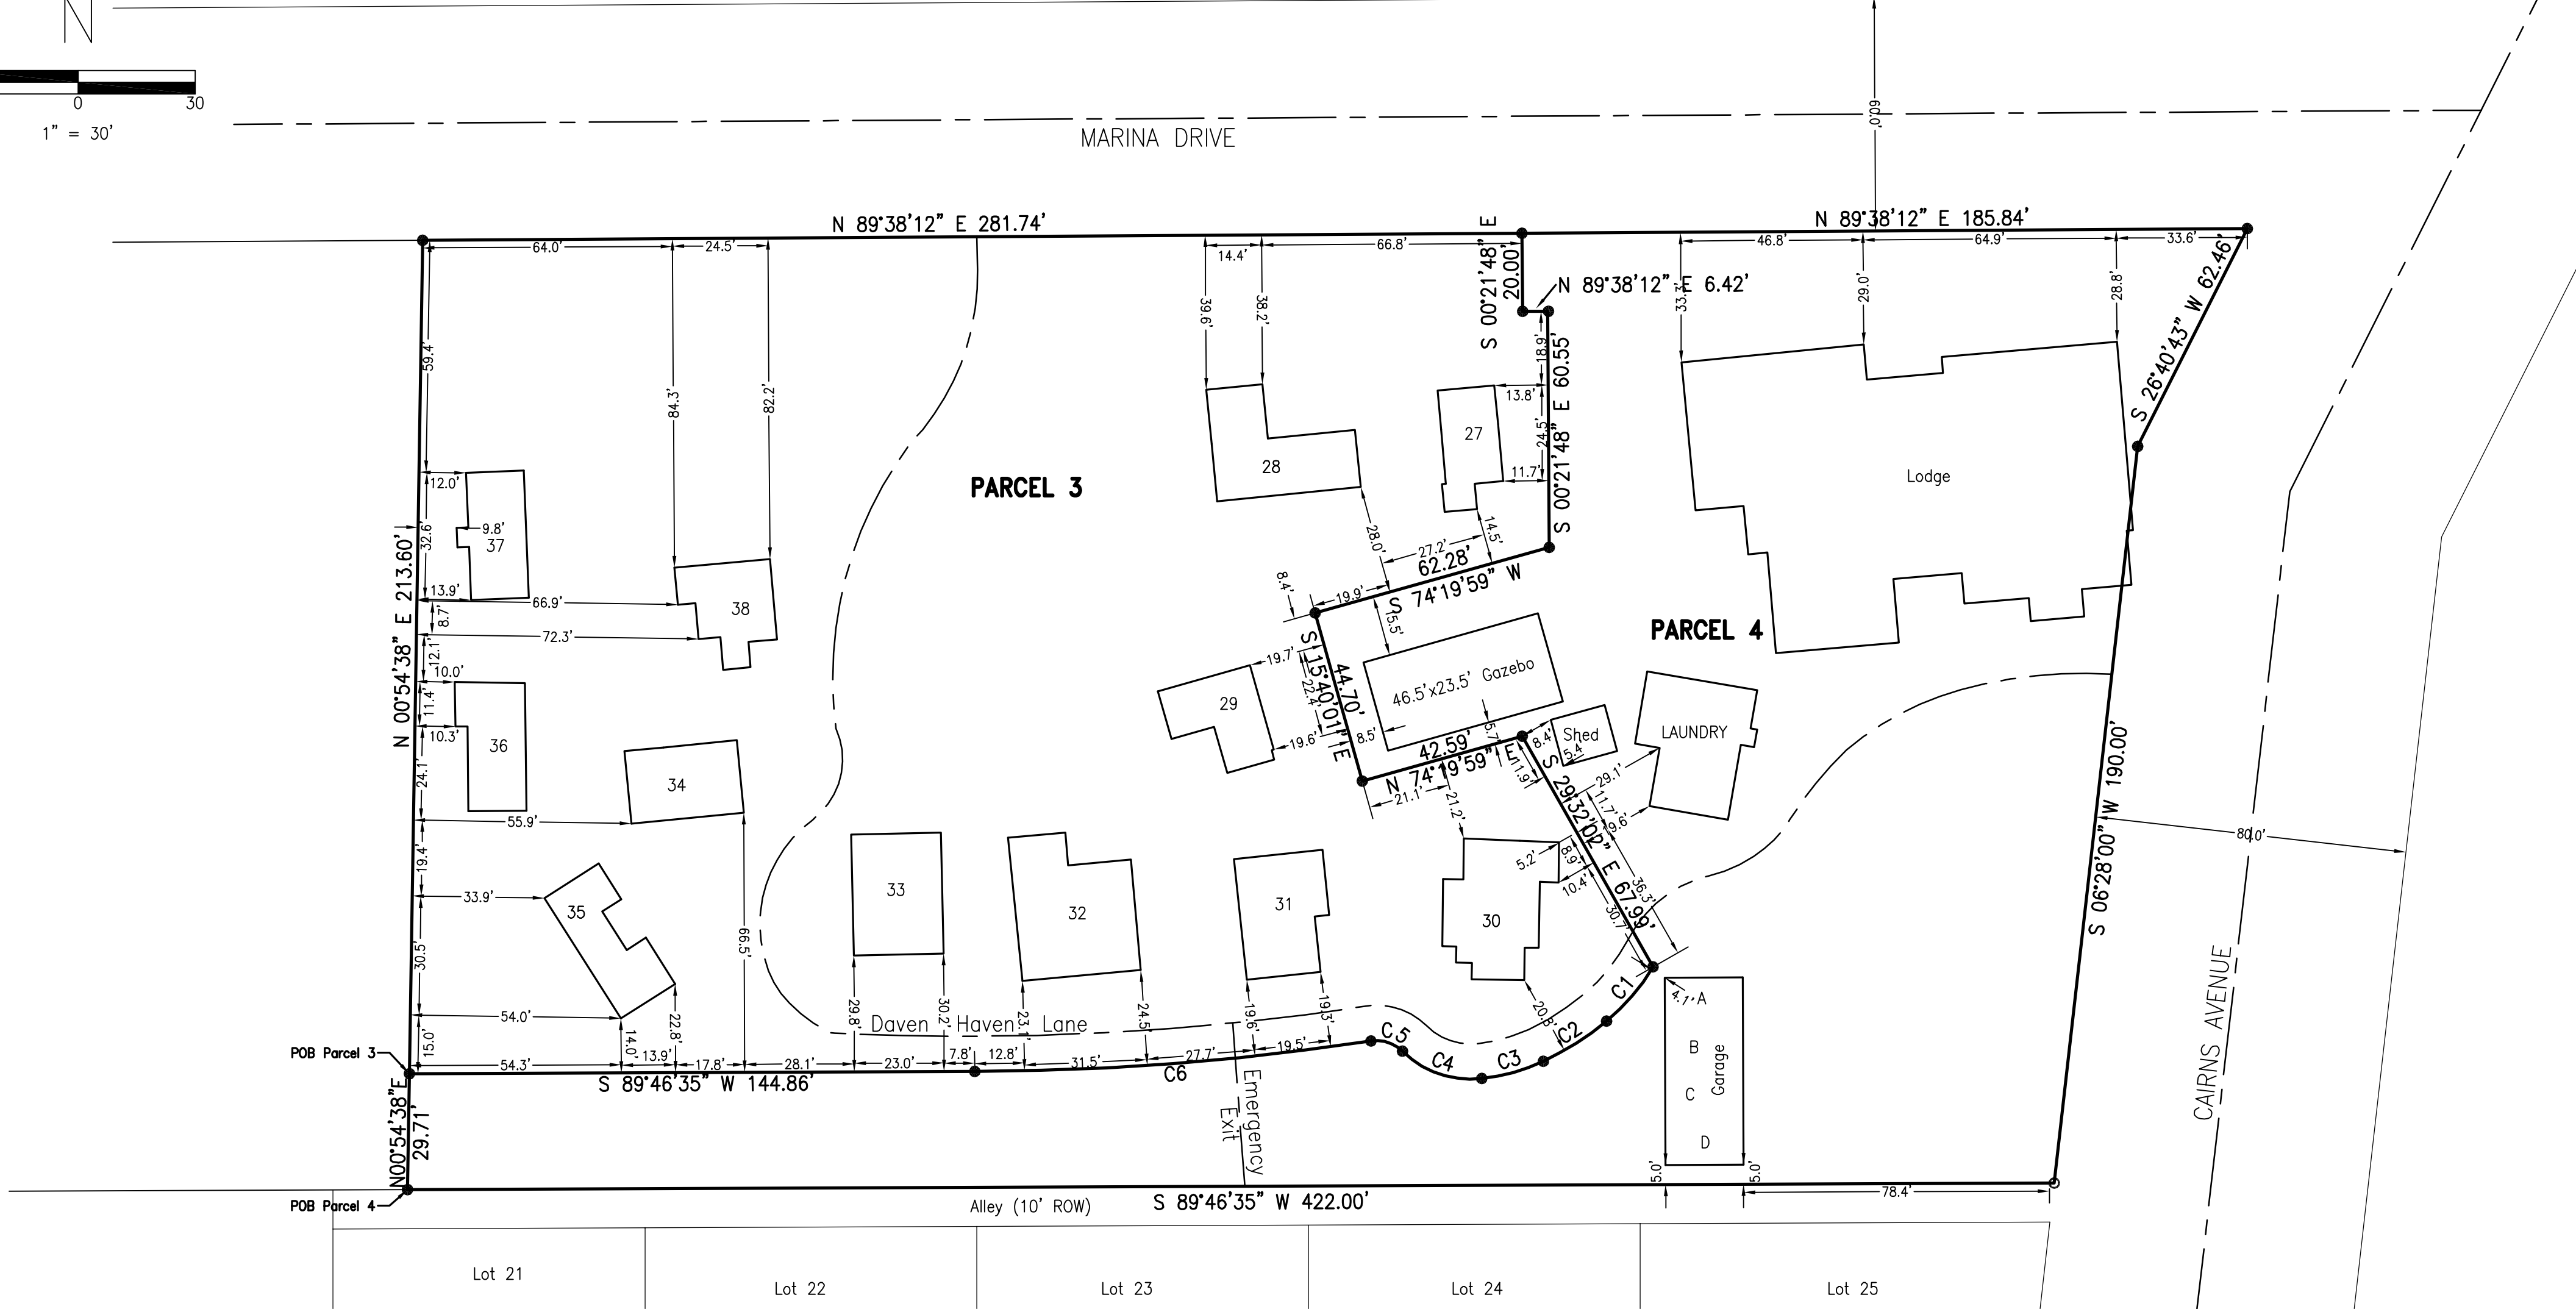 N
0
30
1" = 30'
MARINA DRIVE
60.0'
N 89°38'12" E 281.74'
N 89°38'12" E 185.84'
64.0'
24.5'
14.4'
66.8'
46.8'
64.9'
33.6'
S 00°21'48" E
20.00'
N 89°38'12" E 6.42'
S 26°40'43" W 62.46'
59.4'
84.3'
82.2'
39.6'
38.2'
18.9'
33.3'
29.0'
28.8'
S 00°21'48" E 60.55'
13.8'
24.5'
11.7'
27
28
Lodge
PARCEL 3
12.0'
9.8'
37
32.6'
13.9'
66.9'
8.7'
72.3'
38
12.1'
N 00°54'38" E 213.60'
28.0'
14.5'
27.2'
62.28'
S 74°19'59" W
8.4'
19.9'
15.5'
PARCEL 4
10.0'
11.4'
10.3'
36
24.1'
34
55.9'
19.7'
29
22.4'
19.6'
S 15°40'01" E
44.70'
46.5'x23.5' Gazebo
8.5'
5.7'
42.59'
N 74°19'59" E
8.4'
Shed
5.4'
LAUNDRY
11.9'
29.1'
11.7'
19.6'
S 29°32'02" E 67.99'
21.1'
21.2'
5.2'
8.9'
10.4'
36.3'
30.7'
S 06°28'00" W 190.00'
80.0'
19.4'
33.9'
35
30.5'
54.0'
15.0'
66.5'
33
32
31
30
29.8'
30.2'
23.1'
24.5'
19.6'
19.3'
20.8'
Daven Haven Lane
14.0'
22.8'
C1
C2
C3
C4
C5
C6
4.1'
A
B
C
D
Garage
CAIRNS AVENUE
POB Parcel 3
54.3'
13.9'
17.8'
28.1'
23.0'
7.8'
12.8'
31.5'
27.7'
19.5'
S 89°46'35" W 144.86'
Emergency
Exit
N00°54'38"E
29.71'
5.0'
5.0'
78.4'
POB Parcel 4
Alley (10' ROW)
S 89°46'35" W 422.00'
Lot 21
Lot 22
Lot 23
Lot 24
Lot 25